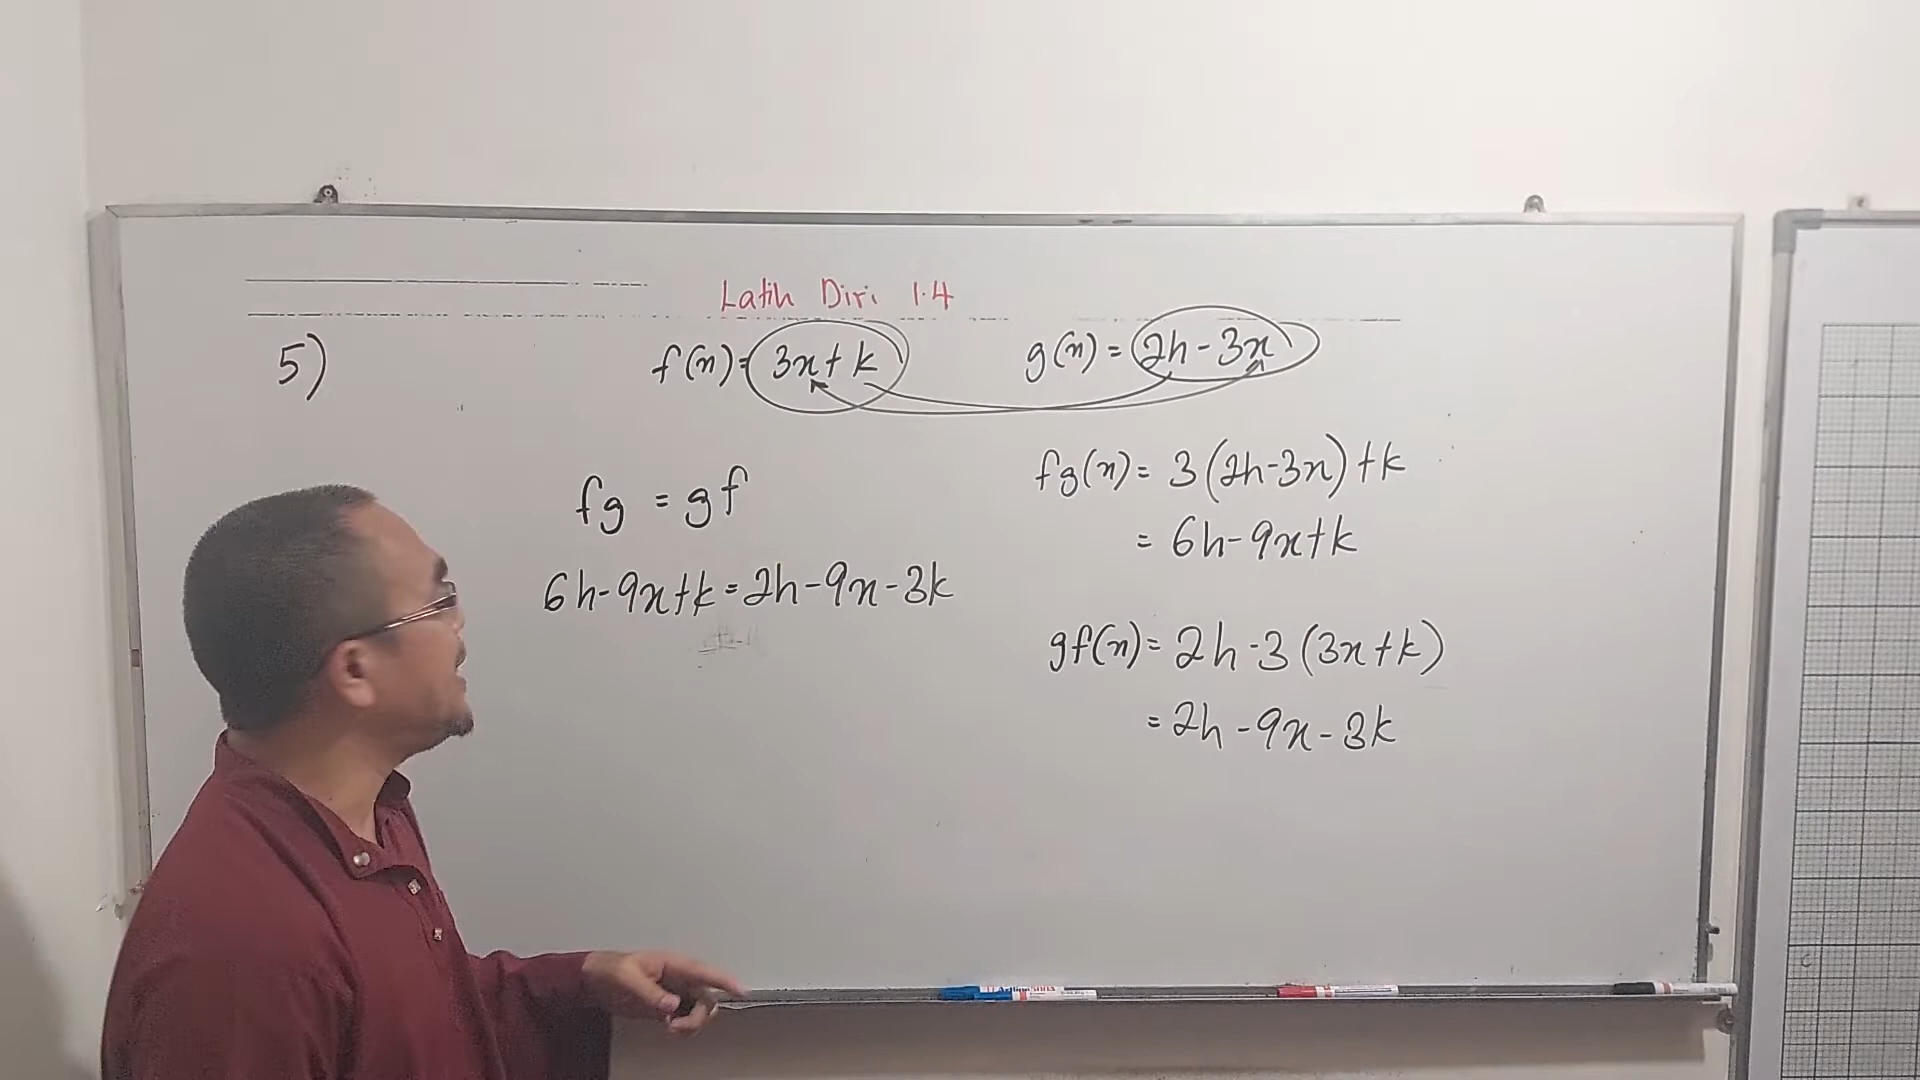 Latih Diri 1.4
5) f(x) = 3x + k g(x) = 2h - 3x
fg = gf
6h - 9x + k = 2h - 9x - 3k
fg(x) = 3(2h - 3x) + k
= 6h - 9x + k
gf(x) = 2h - 3(3x + k)
= 2h - 9x - 3k